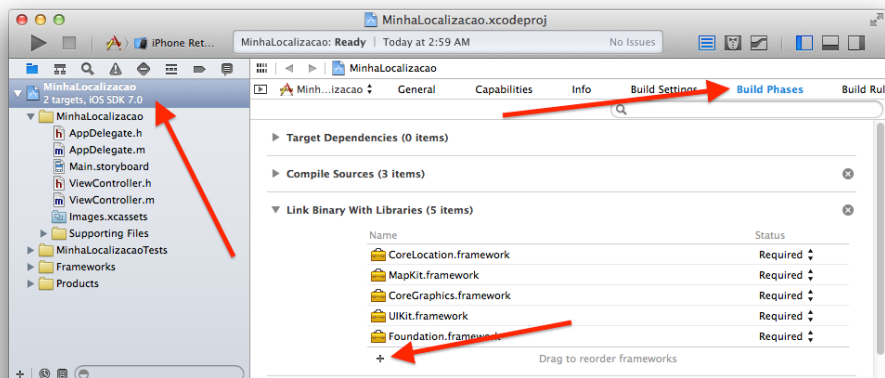 MinhaLocalizacao.xcodeproj
iPhone Ret...
MinhaLocalizacao: Ready | Today at 2:59 AM
No Issues
MinhaLocalizacao
2 targets, iOS SDK 7.0
MinhaLocalizacao
AppDelegate.h
AppDelegate.m
Main.storyboard
ViewController.h
ViewController.m
Images.xcassets
Supporting Files
MinhaLocalizacaoTests
Frameworks
Products
MinhaLocalizacao
Minh...izacao General Capabilities Info Build Settings Build Phases Build Rul
Target Dependencies (0 items)
Compile Sources (3 items)
Link Binary With Libraries (5 items)
Name Status
CoreLocation.framework Required
MapKit.framework Required
CoreGraphics.framework Required
UIKit.framework Required
Foundation.framework Required
+ Drag to reorder frameworks